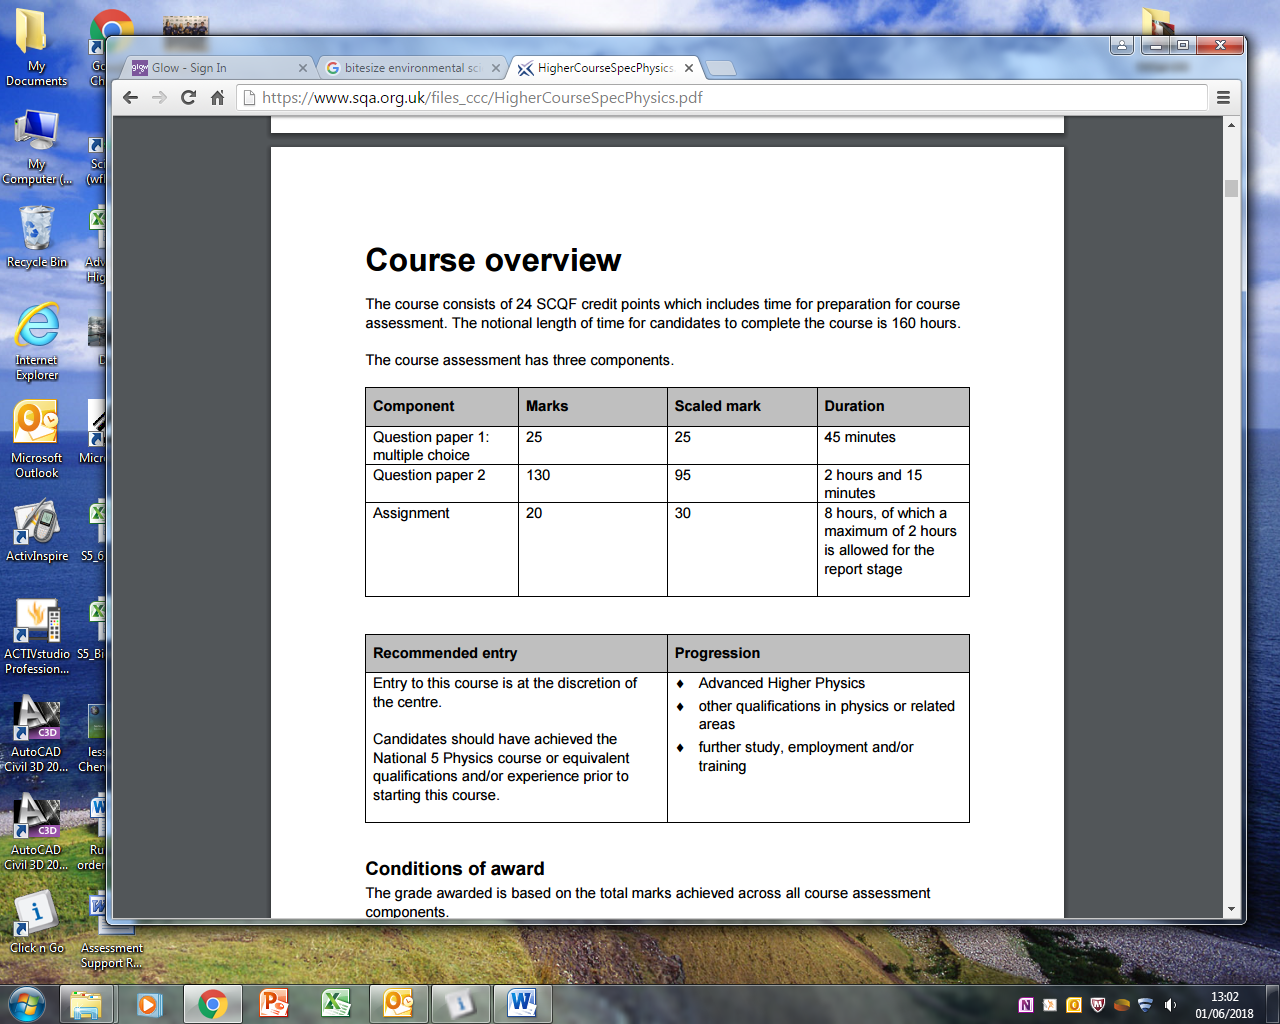 My
Documents
My
Computer (...
Recycle Bin
Internet
Explorer
Microsoft
Outlook
ActivInspire
ACTIVstudio
Profession...
AutoCAD
Civil 3D 20...
AutoCAD
Civil 3D 20...
Click n Go
Assessment
Support R...
Glow - Sign In
bitesize environmental sci
HigherCourseSpecPhysics
https://www.sqa.org.uk/files_ccc/HigherCourseSpecPhysics.pdf
Course overview
The course consists of 24 SCQF credit points which includes time for preparation for course
assessment. The notional length of time for candidates to complete the course is 160 hours.
The course assessment has three components.
Component Marks Scaled mark Duration
Question paper 1: 25 25 45 minutes
multiple choice
Question paper 2 130 95 2 hours and 15
minutes
Assignment 20 30 8 hours, of which a
maximum of 2 hours
is allowed for the
report stage
Recommended entry Progression
Entry to this course is at the discretion of
the centre.
Candidates should have achieved the
National 5 Physics course or equivalent
qualifications and/or experience prior to
starting this course.
♦ Advanced Higher Physics
♦ other qualifications in physics or related
areas
♦ further study, employment and/or
training
Conditions of award
The grade awarded is based on the total marks achieved across all course assessment
components.
13:02
01/06/2018